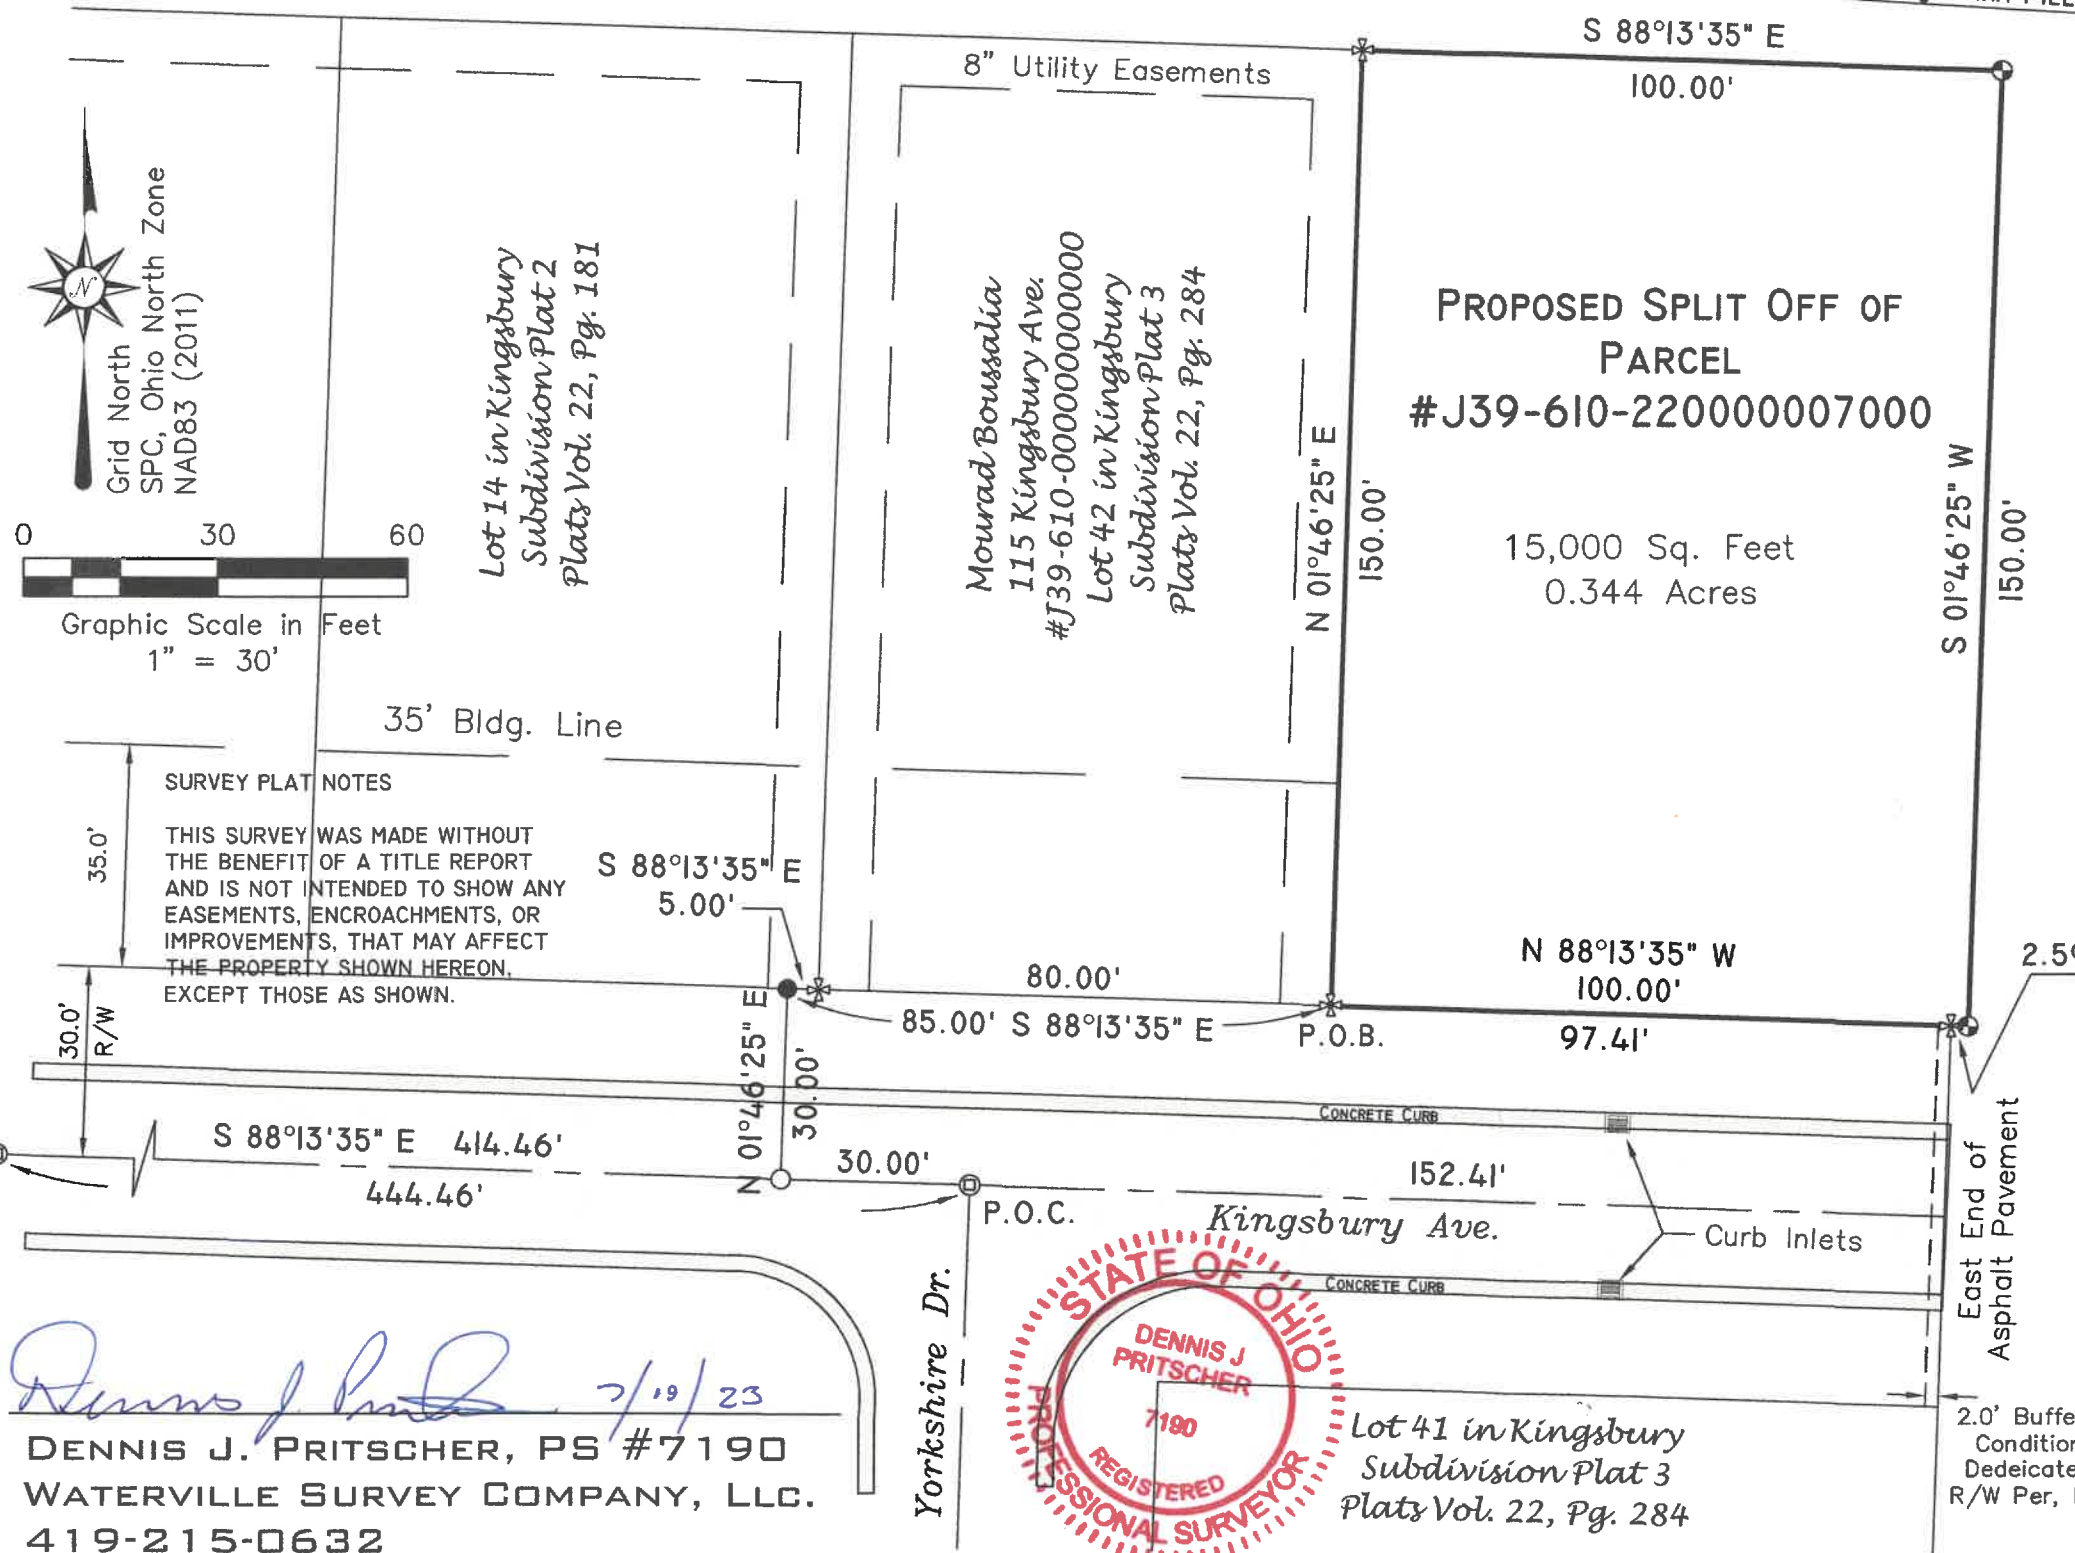 S 88°13'35" E
100.00'
8" Utility Easements
Grid North
SPC, Ohio North Zone
NAD83 (2011)
N
0 30 60
Graphic Scale in Feet
1" = 30'
Lot 14 in Kingsbury
Subdivision Plat 2
Plats Vol. 22, Pg. 181
Mourad Boussalia
115 Kingsbury Ave.
Lot 42 in Kingsbury
Subdivision Plat 3
Plats Vol. 22, Pg. 284
N 01°46'25" E
150.00'
PROPOSED SPLIT OFF OF
PARCEL
#J39-610-220000007000
15,000 Sq. Feet
0.344 Acres
S 01°46'25" W
150.00'
35' Bldg. Line
35.0'
SURVEY PLAT NOTES
THIS SURVEY WAS MADE WITHOUT
THE BENEFIT OF A TITLE REPORT
AND IS NOT INTENDED TO SHOW ANY
EASEMENTS, ENCROACHMENTS, OR
IMPROVEMENTS, THAT MAY AFFECT
THE PROPERTY SHOWN HEREON,
EXCEPT THOSE AS SHOWN.
S 88°13'35" E
5.00'
30.0'
R/W
80.00'
85.00' S 88°13'35" E
N 88°13'35" W
100.00'
P.O.B.
97.41'
N 01°46'25" E
30.00'
CONCRETE CURB
S 88°13'35" E 414.46'
444.46'
30.00'
P.O.C.
152.41'
Kingsbury Ave.
Curb Inlets
CONCRETE CURB
East End of
Asphalt Pavement
Yorkshire Dr.
STATE OF OHIO
DENNIS J
PRITSCHER
7190
REGISTERED
PROFESSIONAL SURVEYOR
Lot 41 in Kingsbury
Subdivision Plat 3
Plats Vol. 22, Pg. 284
2.0' Buffe
Condition
Dedeicate
R/W Per,
7/19/23
DENNIS J. PRITSCHER, PS #7190
WATERVILLE SURVEY COMPANY, LLC.
419-215-0632